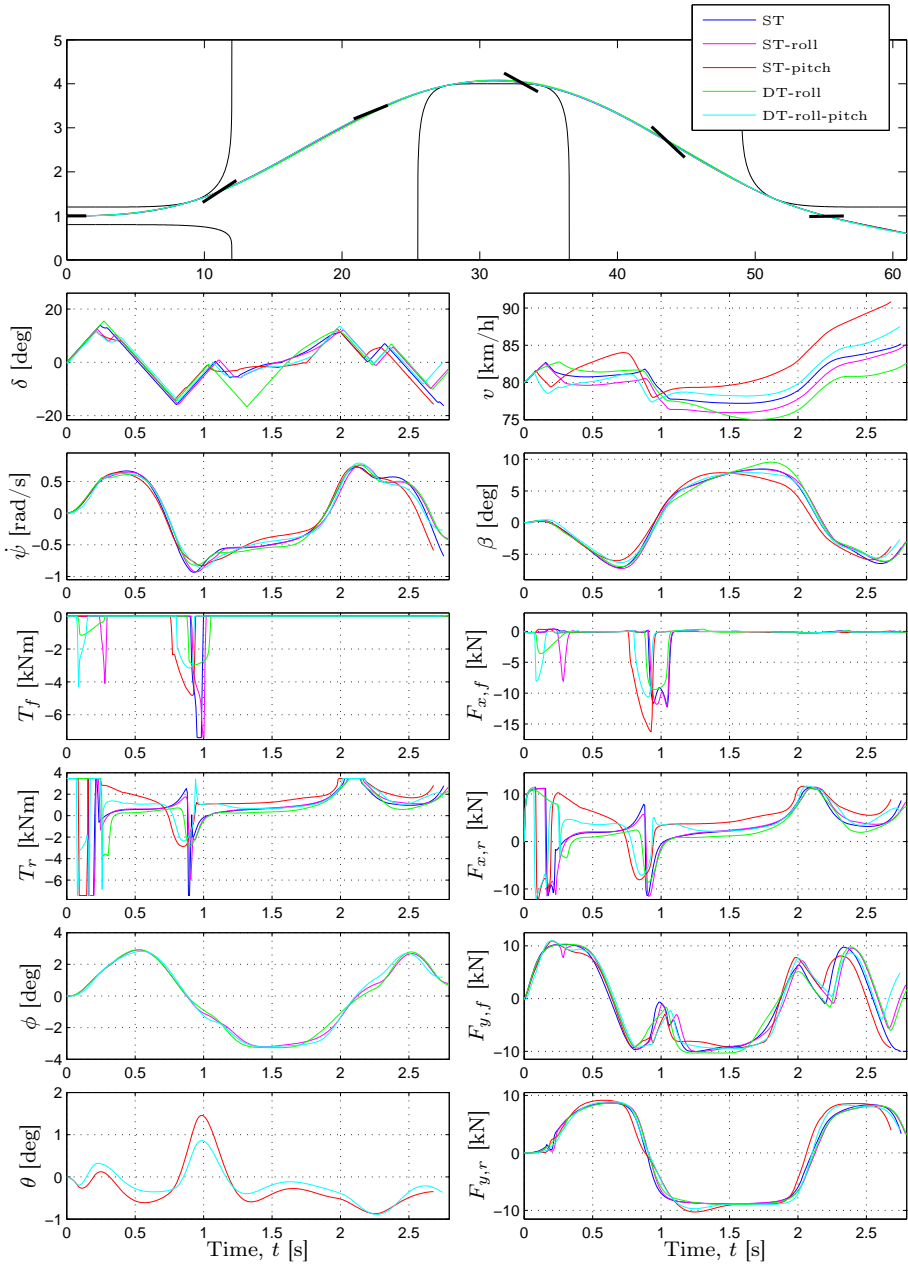 ST
ST-roll
ST-pitch
DT-roll
DT-roll-pitch
5
4
3
2
1
0
0 10 20 30 40 50 60
δ [deg]
20
0
−20
0 0.5 1 1.5 2 2.5
v [km/h]
90
85
80
75
0 0.5 1 1.5 2 2.5
ψ̇ [rad/s]
0.5
0
−0.5
−1
0 0.5 1 1.5 2 2.5
β [deg]
10
5
0
−5
0 0.5 1 1.5 2 2.5
T_f [kNm]
0
−2
−4
−6
0 0.5 1 1.5 2 2.5
F_{x,f} [kN]
0
−5
−10
−15
0 0.5 1 1.5 2 2.5
T_r [kNm]
4
2
0
−2
−4
−6
0 0.5 1 1.5 2 2.5
F_{x,r} [kN]
10
0
−10
0 0.5 1 1.5 2 2.5
ϕ [deg]
4
2
0
−2
−4
0 0.5 1 1.5 2 2.5
F_{y,f} [kN]
10
0
−10
0 0.5 1 1.5 2 2.5
θ [deg]
2
1
0
−1
0 0.5 1 1.5 2 2.5
Time, t [s]
F_{y,r} [kN]
10
0
−10
0 0.5 1 1.5 2 2.5
Time, t [s]